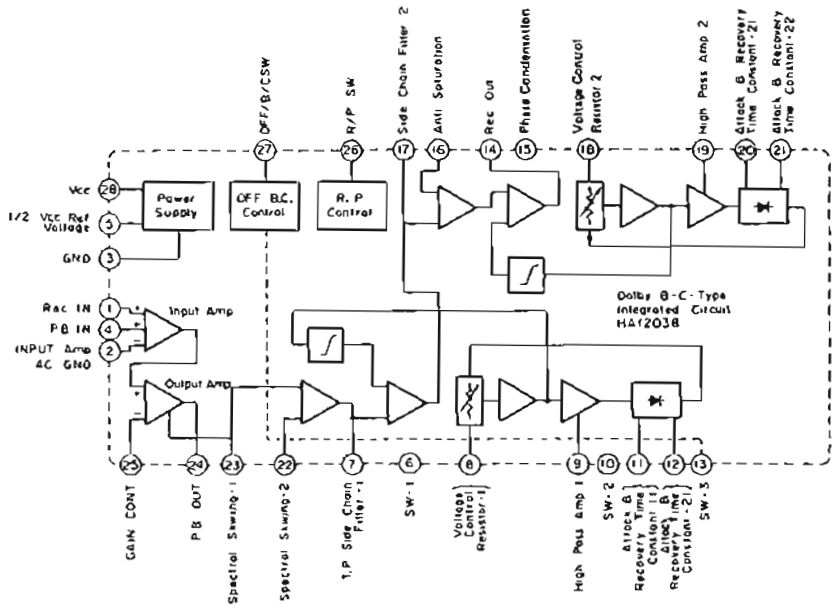 OFF/B/CSW
R/P SW
Side Chain Filter 2
Anti Saturation
Rec Out
Phase Condensation
Voltage Control
Resistor 2
High Pass Amp 2
Attack B Recovery
Time Constant-21
Attack B Recovery
Time Constant-22
27
26
17
16
14
15
18
19
20
21
Vcc
28
1/2 Vcc Ref
Voltage
5
GND
3
Power
Supply
OFF B.C.
Control
R. P
Control
Rec IN
1
PB IN
4
INPUT Amp
AC GND
2
Input Amp
Output Amp
Dolby B-C-Type
Integrated Circuit
HA12038
25
24
23
22
7
6
8
9
10
11
12
13
GAIN CONT
PB OUT
Spectral Skwing-1
Spectral Skwing-2
T.P Side Chain
Filter-1
SW-1
Voltage
Control
Resistor-1
High Pass Amp 1
SW-2
Attack B
Recovery Time
Constant 11
Attack B
Recovery Time
Constant-21
SW-3